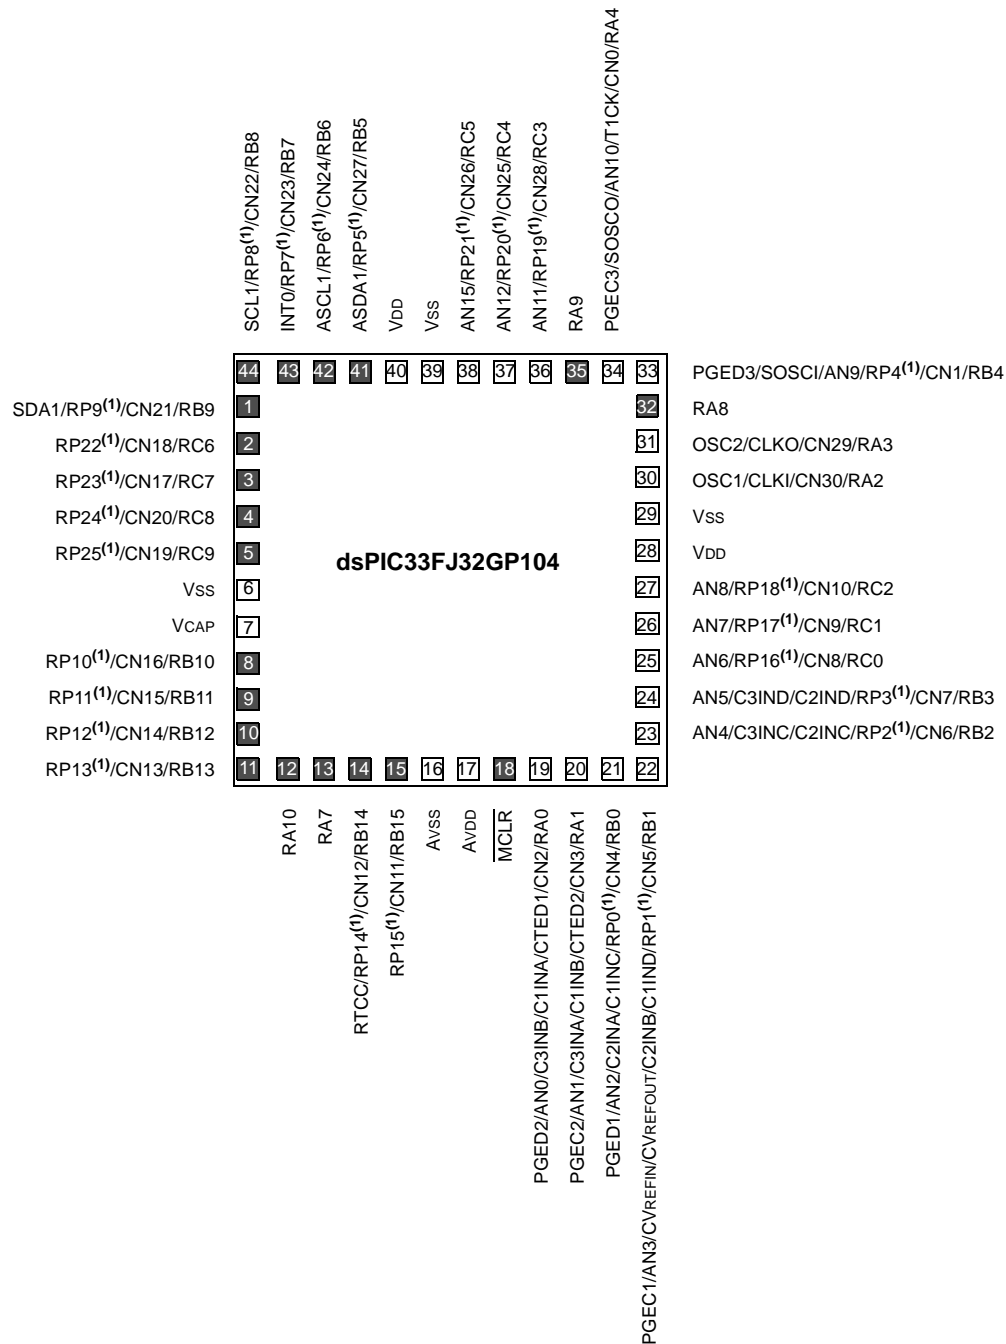 SCL1/RP8(1)/CN22/RB8
INT0/RP7(1)/CN23/RB7
ASCL1/RP6(1)/CN24/RB6
ASDA1/RP5(1)/CN27/RB5
VDD
VSS
AN15/RP21(1)/CN26/RC5
AN12/RP20(1)/CN25/RC4
AN11/RP19(1)/CN28/RC3
RA9
PGEC3/SOSCO/AN10/T1CK/CN0/RA4
44 43 42 41 40 39 38 37 36 35 34 33 PGED3/SOSCI/AN9/RP4(1)/CN1/RB4
SDA1/RP9(1)/CN21/RB9 1 32 RA8
RP22(1)/CN18/RC6 2 31 OSC2/CLKO/CN29/RA3
RP23(1)/CN17/RC7 3 30 OSC1/CLKI/CN30/RA2
RP24(1)/CN20/RC8 4 29 VSS
RP25(1)/CN19/RC9 5 28 VDD
dsPIC33FJ32GP104
VSS 6 27 AN8/RP18(1)/CN10/RC2
VCAP 7 26 AN7/RP17(1)/CN9/RC1
RP10(1)/CN16/RB10 8 25 AN6/RP16(1)/CN8/RC0
RP11(1)/CN15/RB11 9 24 AN5/C3IND/C2IND/RP3(1)/CN7/RB3
RP12(1)/CN14/RB12 10 23 AN4/C3INC/C2INC/RP2(1)/CN6/RB2
RP13(1)/CN13/RB13 11 12 13 14 15 16 17 18 19 20 21 22
RA10
RA7
RTCC/RP14(1)/CN12/RB14
RP15(1)/CN11/RB15
AVSS
AVDD
MCLR
PGED2/AN0/C3INB/C1INA/CTED1/CN2/RA0
PGEC2/AN1/C3INA/C1INB/CTED2/CN3/RA1
PGED1/AN2/C2INA/C1INC/RP0(1)/CN4/RB0
PGEC1/AN3/CVREFIN/CVREFOUT/C2INB/C1IND/RP1(1)/CN5/RB1